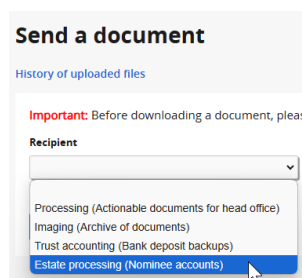 Send a document
History of uploaded files
Important: Before downloading a document, pleas
Recipient
Processing (Actionable documents for head office)
Imaging (Archive of documents)
Trust accounting (Bank deposit backups)
Estate processing (Nominee accounts)